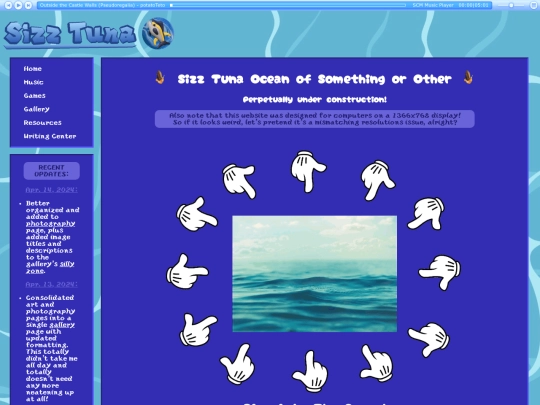 Outside the Castle Walls (Pseudoregalia) - potatoTeto
SCM Music Player 00:00/00:01
Sizz Tuna
Home
Music
Games
Gallery
Resources
Writing Center
Sizz Tuna Ocean of Something or Other
Perpetually under construction!
Also note that this website was designed for computers on a 1366x768 display!
So if it looks weird, let's pretend it's a mismatching resolutions issue, alright?
RECENT
UPDATES:
Apr. 14, 2024:
Better
organized and
added to
photography
page, plus
added image
titles and
descriptions
to the
gallery's silly
zone.
Apr. 13, 2024:
Consolidated
art and
photography
pages into a
single gallery
page with
updated
formatting.
This totally
didn't take me
all day and
totally
doesn't need
any more
neatening up
at all!